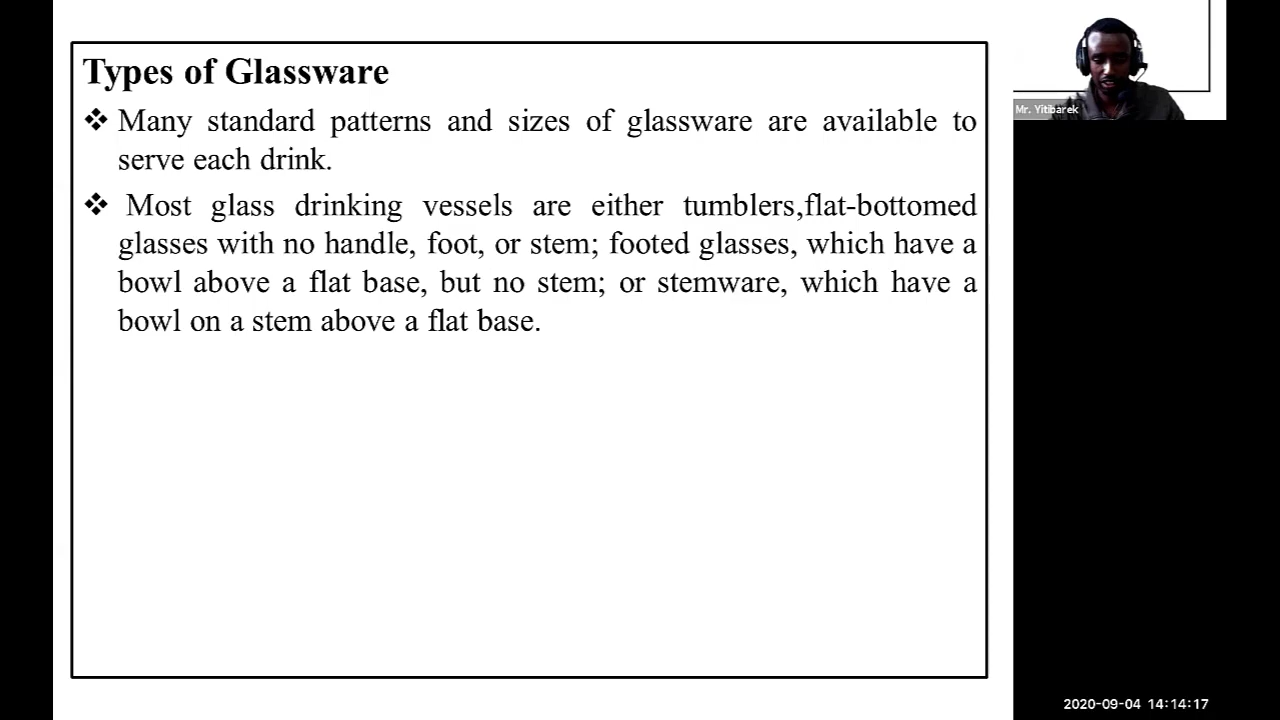 Types of Glassware
❖ Many standard patterns and sizes of glassware are available to
serve each drink.
❖ Most glass drinking vessels are either tumblers,flat-bottomed
glasses with no handle, foot, or stem; footed glasses, which have a
bowl above a flat base, but no stem; or stemware, which have a
bowl on a stem above a flat base.
Mr. Yitibarek
2020-09-04 14:14:17